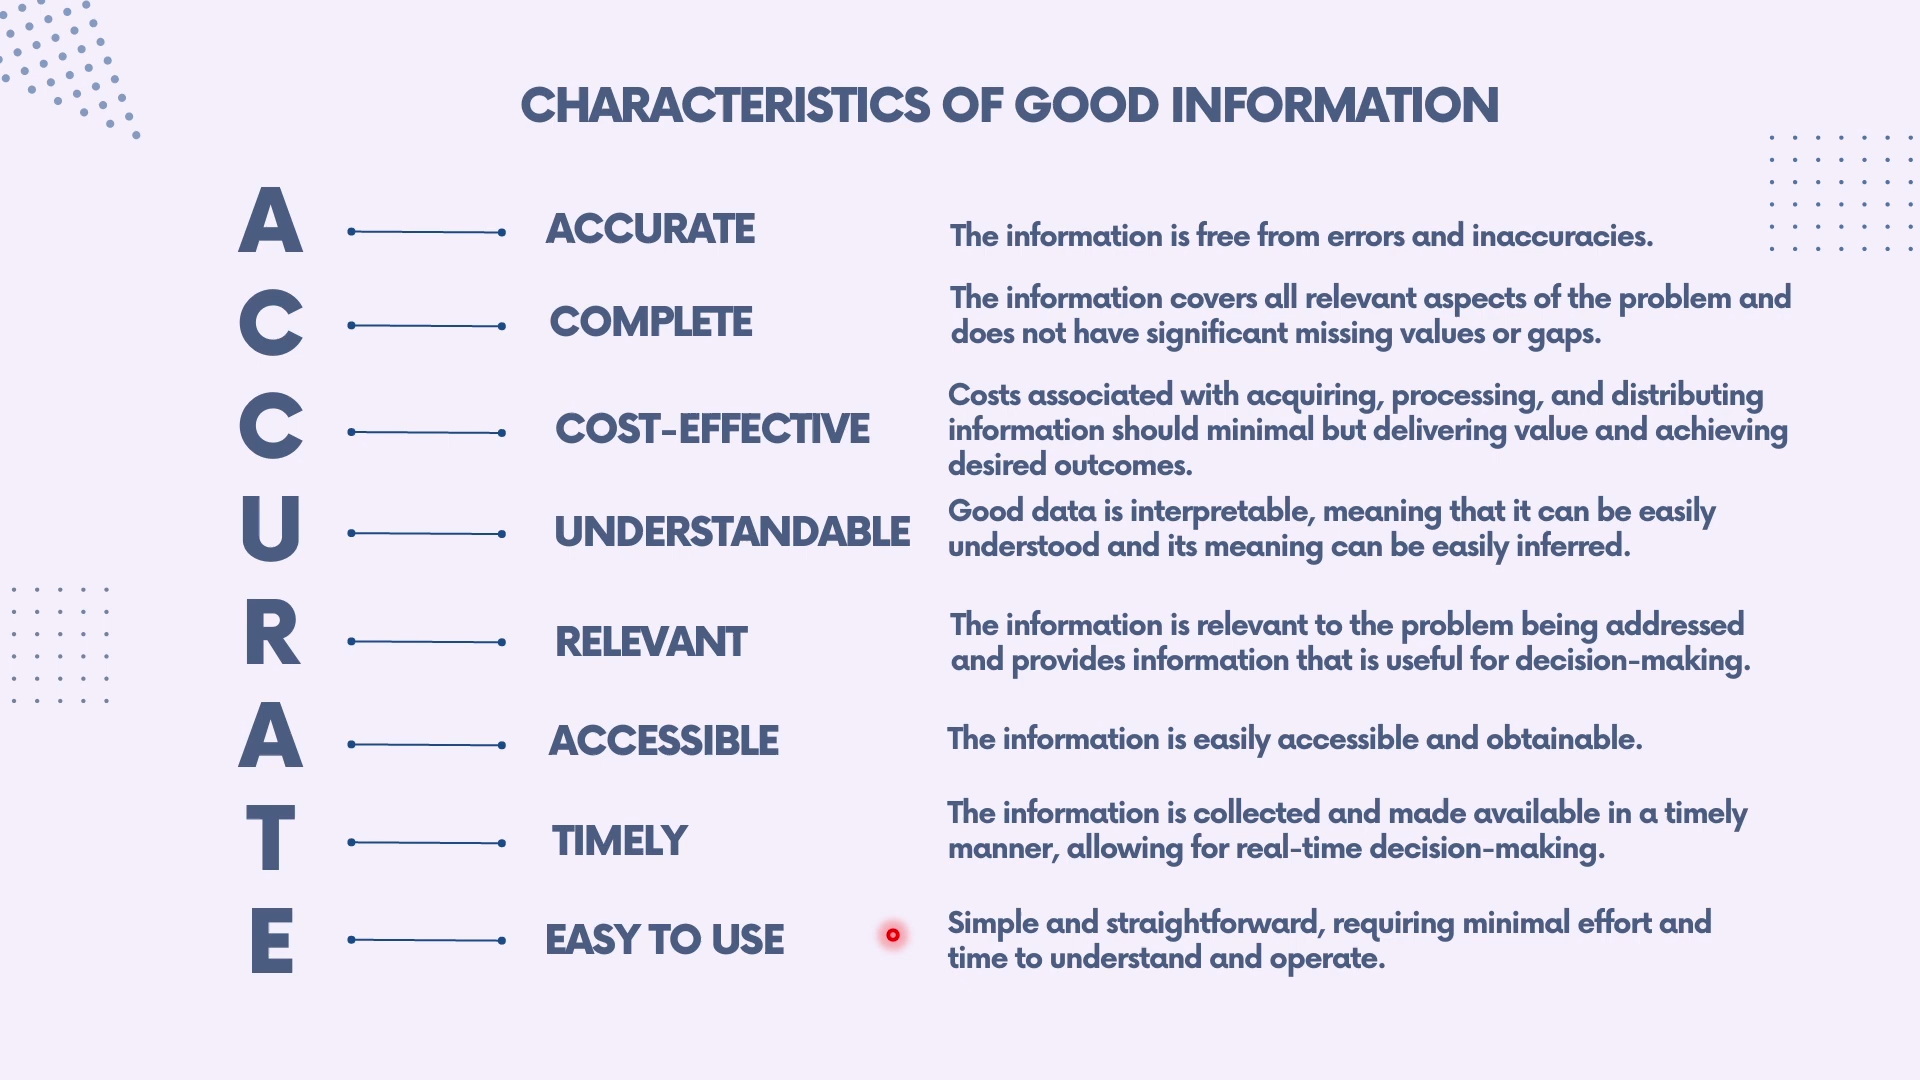 CHARACTERISTICS OF GOOD INFORMATION
A
ACCURATE
The information is free from errors and inaccuracies.
C
COMPLETE
The information covers all relevant aspects of the problem and
does not have significant missing values or gaps.
C
COST-EFFECTIVE
Costs associated with acquiring, processing, and distributing
information should minimal but delivering value and achieving
desired outcomes.
U
UNDERSTANDABLE
Good data is interpretable, meaning that it can be easily
understood and its meaning can be easily inferred.
R
RELEVANT
The information is relevant to the problem being addressed
and provides information that is useful for decision-making.
A
ACCESSIBLE
The information is easily accessible and obtainable.
T
TIMELY
The information is collected and made available in a timely
manner, allowing for real-time decision-making.
E
EASY TO USE
Simple and straightforward, requiring minimal effort and
time to understand and operate.